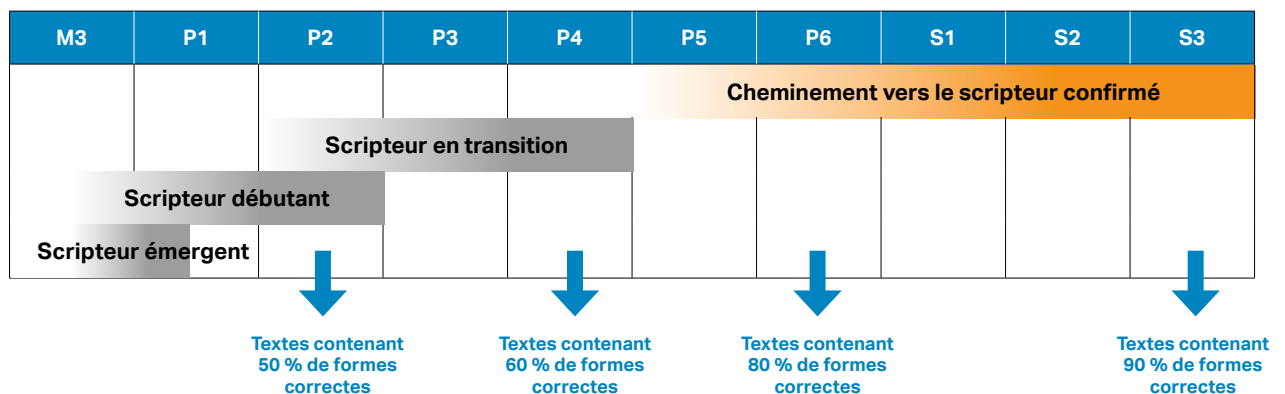 M3 P1 P2 P3 P4 P5 P6 S1 S2 S3
Cheminement vers le scripteur confirmé
Scripteur en transition
Scripteur débutant
Scripteur émergent
Textes contenant
50 % de formes
correctes
Textes contenant
60 % de formes
correctes
Textes contenant
80 % de formes
correctes
Textes contenant
90 % de formes
correctes